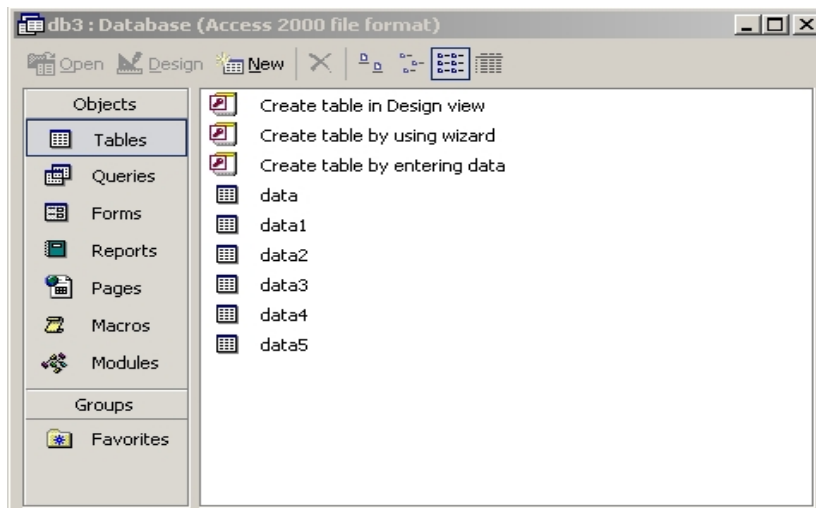 db3 : Database (Access 2000 file format)
Open Design New
Objects
Tables
Queries
Forms
Reports
Pages
Macros
Modules
Groups
Favorites
Create table in Design view
Create table by using wizard
Create table by entering data
data
data1
data2
data3
data4
data5